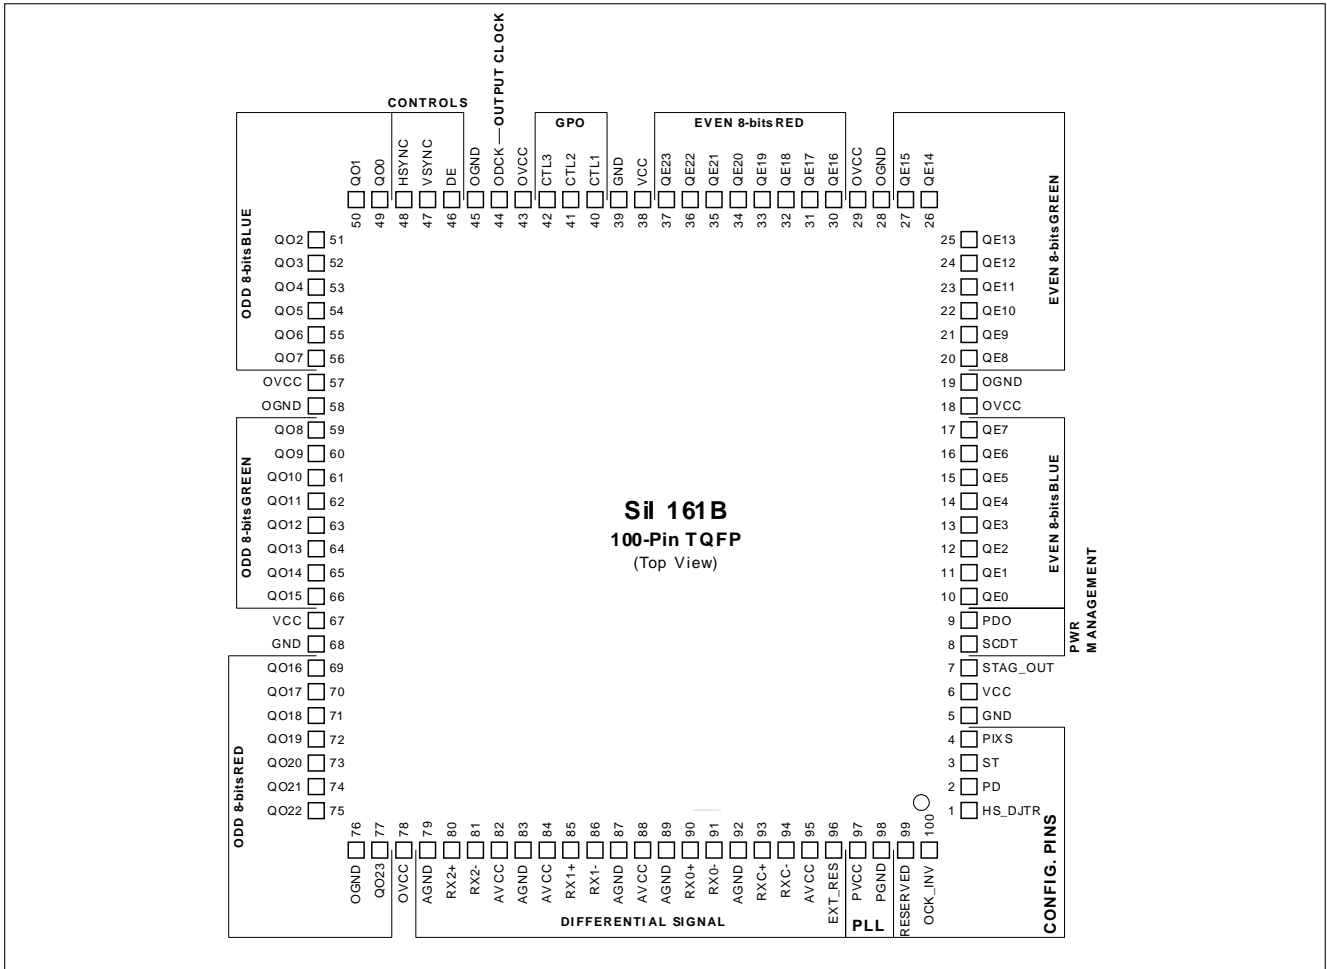 CONTROLS
OUTPUT CLOCK
GPO
EVEN 8-bits RED
QO1
QO0
HSYNC
VSYNC
DE
OGND
ODCK
OVCC
CTL3
CTL2
CTL1
GND
VCC
QE23
QE22
QE21
QE20
QE19
QE18
QE17
QE16
OVCC
OGND
QE15
QE14
50
49
48
47
46
45
44
43
42
41
40
39
38
37
36
35
34
33
32
31
30
29
28
27
26
ODD 8-bits BLUE
QO2 51
QO3 52
QO4 53
QO5 54
QO6 55
QO7 56
OVCC 57
OGND 58
ODD 8-bits GREEN
QO8 59
QO9 60
QO10 61
QO11 62
QO12 63
QO13 64
QO14 65
QO15 66
VCC 67
GND 68
ODD 8-bits RED
QO16 69
QO17 70
QO18 71
QO19 72
QO20 73
QO21 74
QO22 75
SiI 161B
100-Pin TQFP
(Top View)
EVEN 8-bits GREEN
25 QE13
24 QE12
23 QE11
22 QE10
21 QE9
20 QE8
19 OGND
18 OVCC
EVEN 8-bits BLUE
17 QE7
16 QE6
15 QE5
14 QE4
13 QE3
12 QE2
11 QE1
10 QE0
PWR
MANAGEMENT
9 PDO
8 SCDT
7 STAG_OUT
6 VCC
5 GND
4 PIXS
3 ST
2 PD
1 HS_DJTR
CONFIG. PINS
76
77
78
79
80
81
82
83
84
85
86
87
88
89
90
91
92
93
94
95
96
97
98
99
100
OGND
QO23
OVCC
AGND
RX2+
RX2-
AVCC
AGND
AVCC
RX1+
RX1-
AGND
AVCC
AGND
RX0+
RX0-
AGND
RXC+
RXC-
AVCC
EXT_RES
PVCC
PGND
RESERVED
OCK_INV
DIFFERENTIAL SIGNAL
PLL